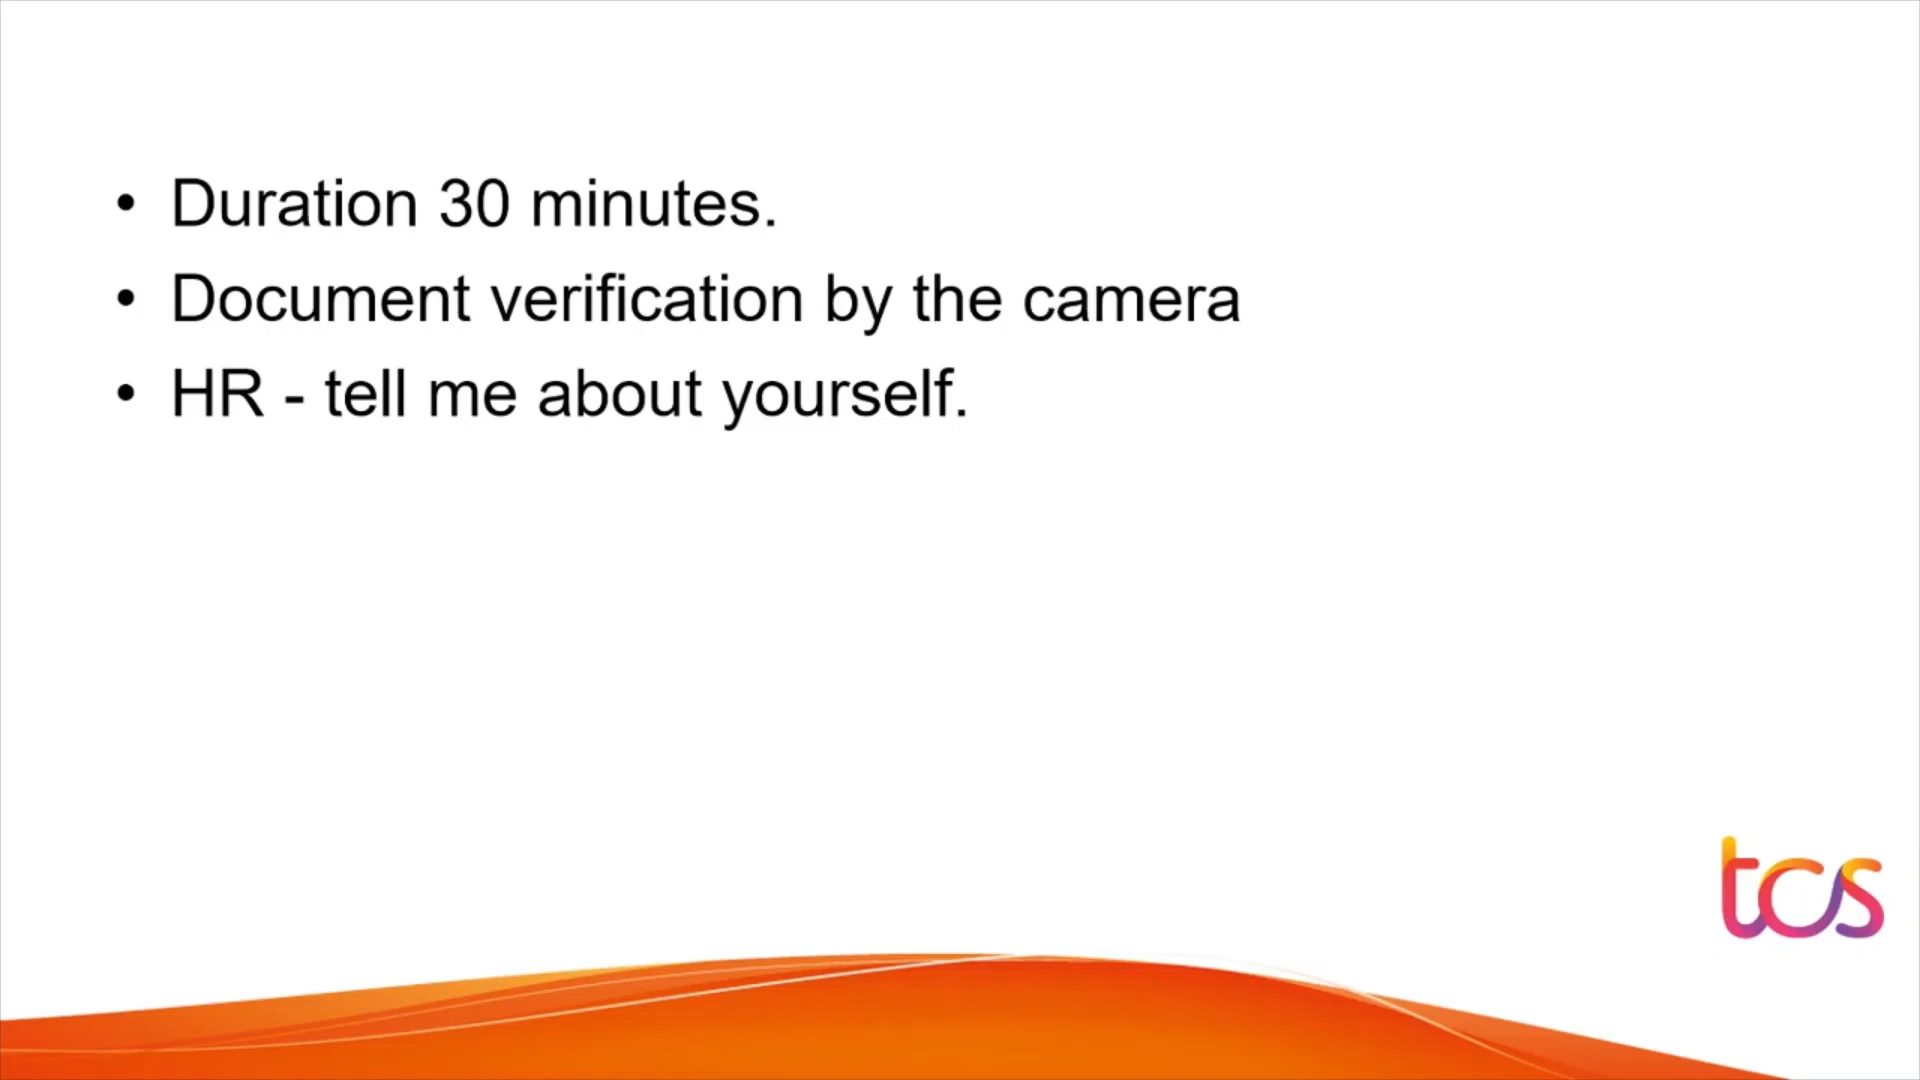 • Duration 30 minutes.
• Document verification by the camera
• HR - tell me about yourself.
tcs